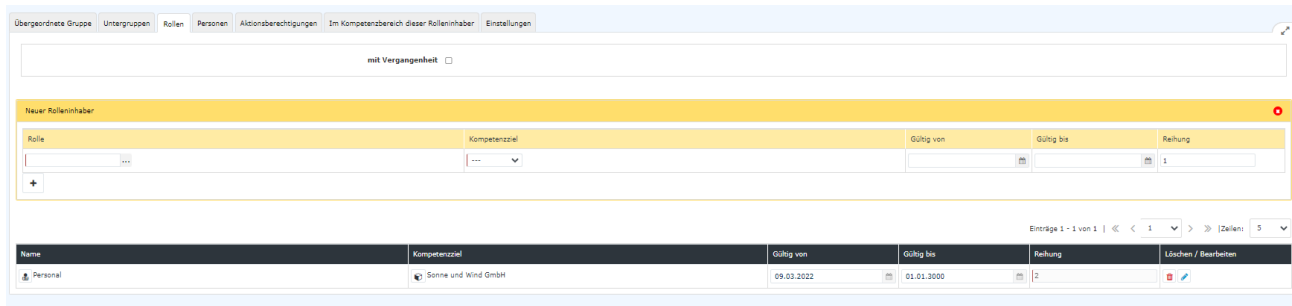 Übergeordnete Gruppe Untergruppen Rollen Personen Aktionsberechtigungen Im Kompetenzbereich dieser Rolleninhaber Einstellungen
mit Vergangenheit
Neuer Rolleninhaber
Rolle Kompetenzziel Gültig von Gültig bis Reihung
... --- 1
+
Einträge 1 - 1 von 1 | 1 |Zeilen: 5
Name Kompetenzziel Gültig von Gültig bis Reihung Löschen / Bearbeiten
Personal Sonne und Wind GmbH 09.03.2022 01.01.3000 2